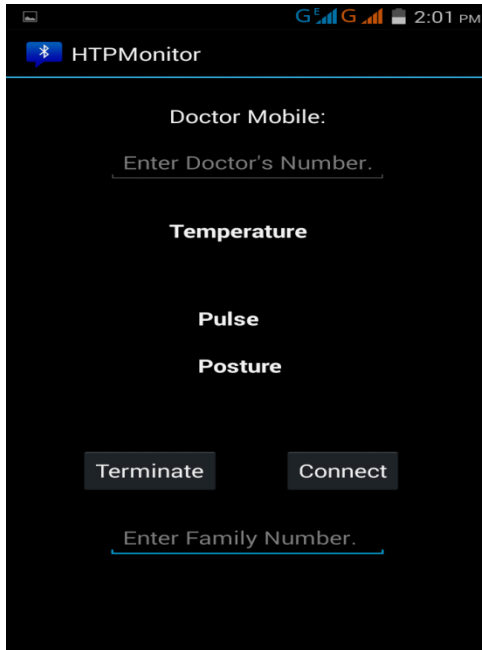 G E G 2:01 PM
HTPMonitor
Doctor Mobile:
Enter Doctor's Number.
Temperature
Pulse
Posture
Terminate Connect
Enter Family Number.